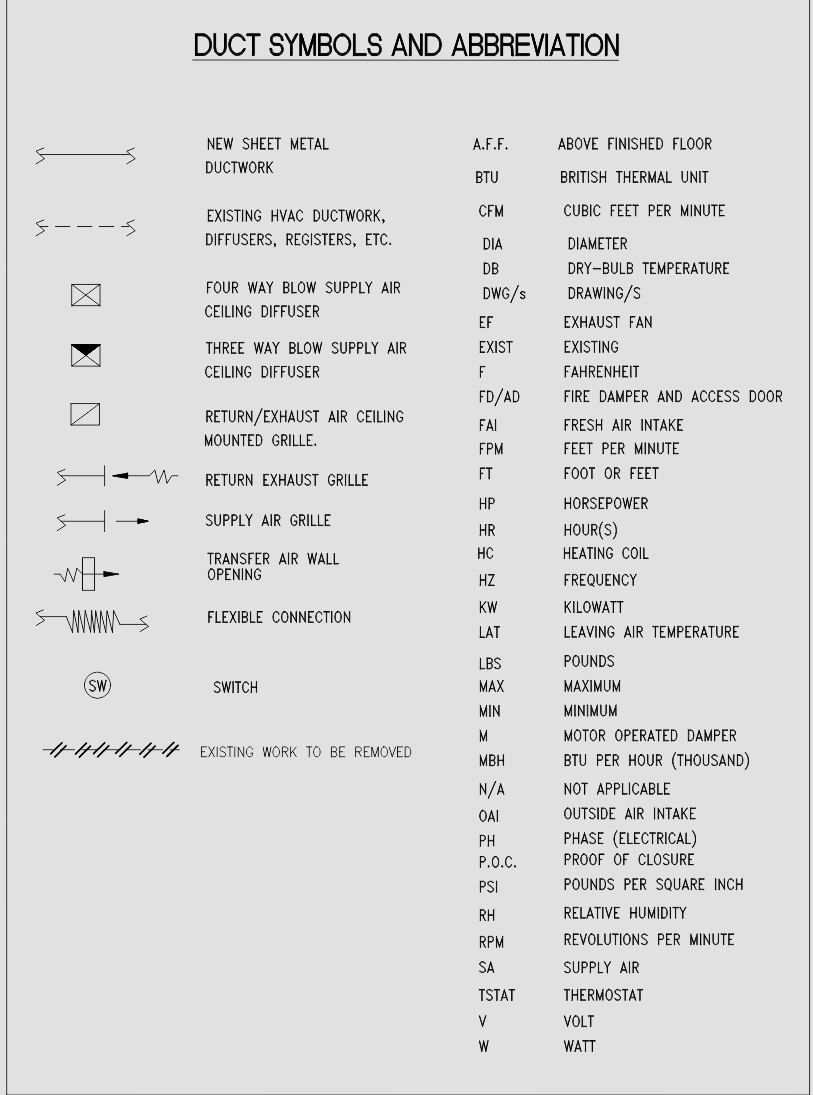 DUCT SYMBOLS AND ABBREVIATION
NEW SHEET METAL
DUCTWORK
EXISTING HVAC DUCTWORK,
DIFFUSERS, REGISTERS, ETC.
FOUR WAY BLOW SUPPLY AIR
CEILING DIFFUSER
THREE WAY BLOW SUPPLY AIR
CEILING DIFFUSER
RETURN/EXHAUST AIR CEILING
MOUNTED GRILLE.
RETURN EXHAUST GRILLE
SUPPLY AIR GRILLE
TRANSFER AIR WALL
OPENING
FLEXIBLE CONNECTION
SW SWITCH
EXISTING WORK TO BE REMOVED
A.F.F. ABOVE FINISHED FLOOR
BTU BRITISH THERMAL UNIT
CFM CUBIC FEET PER MINUTE
DIA DIAMETER
DB DRY-BULB TEMPERATURE
DWG/s DRAWING/S
EF EXHAUST FAN
EXIST EXISTING
F FAHRENHEIT
FD/AD FIRE DAMPER AND ACCESS DOOR
FAI FRESH AIR INTAKE
FPM FEET PER MINUTE
FT FOOT OR FEET
HP HORSEPOWER
HR HOUR(S)
HC HEATING COIL
HZ FREQUENCY
KW KILOWATT
LAT LEAVING AIR TEMPERATURE
LBS POUNDS
MAX MAXIMUM
MIN MINIMUM
M MOTOR OPERATED DAMPER
MBH BTU PER HOUR (THOUSAND)
N/A NOT APPLICABLE
OAI OUTSIDE AIR INTAKE
PH PHASE (ELECTRICAL)
P.O.C. PROOF OF CLOSURE
PSI POUNDS PER SQUARE INCH
RH RELATIVE HUMIDITY
RPM REVOLUTIONS PER MINUTE
SA SUPPLY AIR
TSTAT THERMOSTAT
V VOLT
W WATT